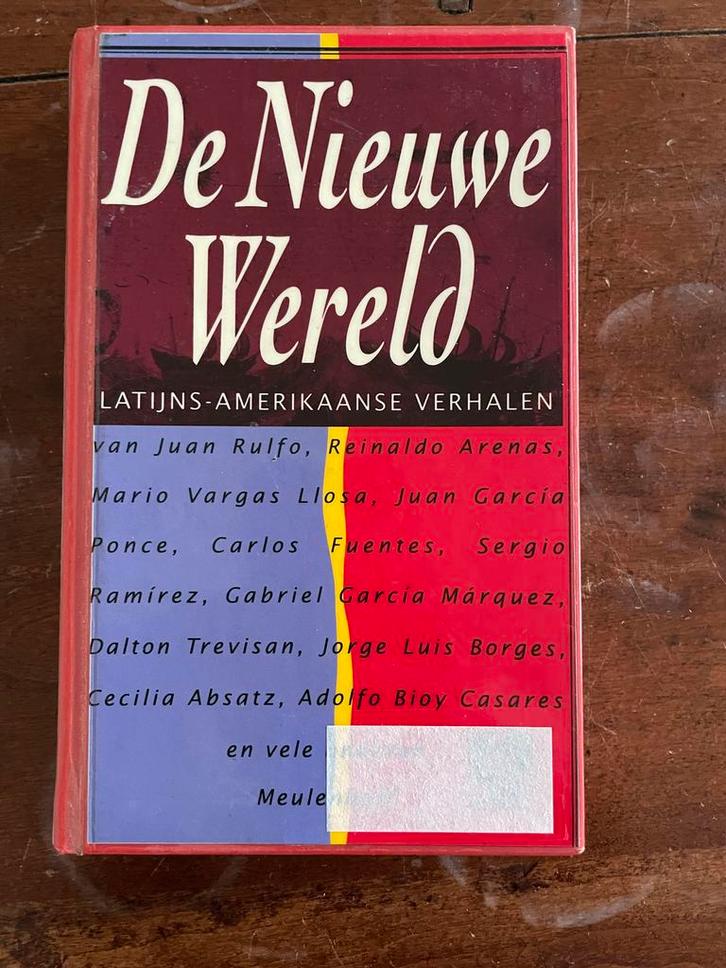 De Nieuwe
Wereld
LATIJNS-AMERIKAANSE VERHALEN
van Juan Rulfo, Reinaldo Arenas,
Mario Vargas Llosa, Juan García
Ponce, Carlos Fuentes, Sergio
Ramírez, Gabriel García Márquez,
Dalton Trevisan, Jorge Luis Borges,
Cecilia Absatz, Adolfo Bioy Casares
en vele